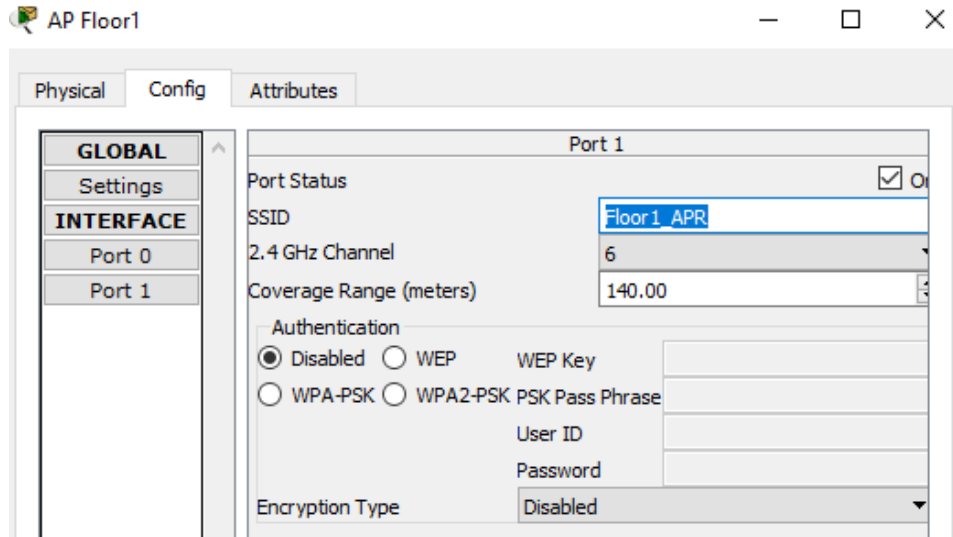 AP Floor1
Physical Config Attributes
GLOBAL
Settings
INTERFACE
Port 0
Port 1
Port 1
Port Status
SSID Floor1_APR
2.4 GHz Channel 6
Coverage Range (meters) 140.00
Authentication
Disabled WEP WEP Key
WPA-PSK WPA2-PSK PSK Pass Phrase
User ID
Password
Encryption Type Disabled